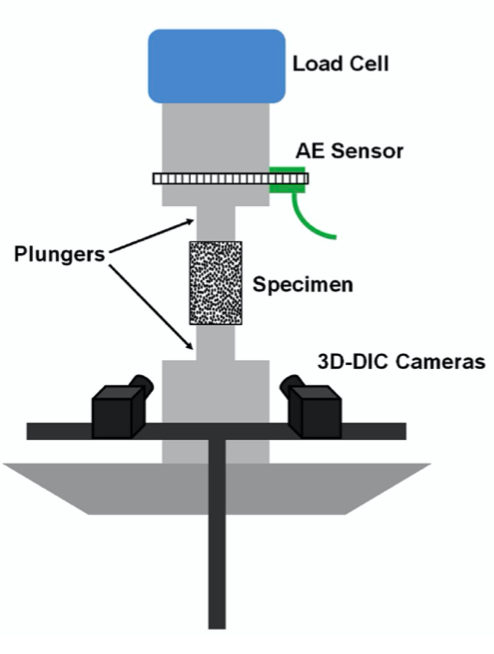 Load Cell
AE Sensor
Plungers
Specimen
3D-DIC Cameras